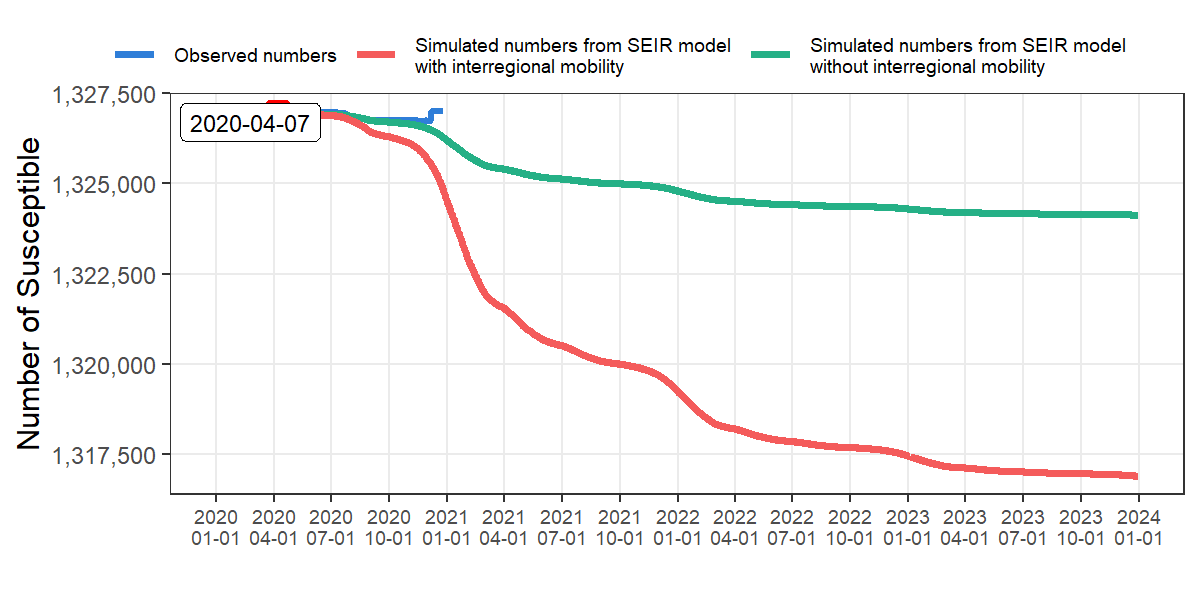 Observed numbers
Simulated numbers from SEIR model
with interregional mobility
Simulated numbers from SEIR model
without interregional mobility
Number of Susceptible
1,327,500
1,325,000
1,322,500
1,320,000
1,317,500
2020-04-07
2020 2020 2020 2020 2021 2021 2021 2021 2022 2022 2022 2022 2023 2023 2023 2023 2024
01-01 04-01 07-01 10-01 01-01 04-01 07-01 10-01 01-01 04-01 07-01 10-01 01-01 04-01 07-01 10-01 01-01